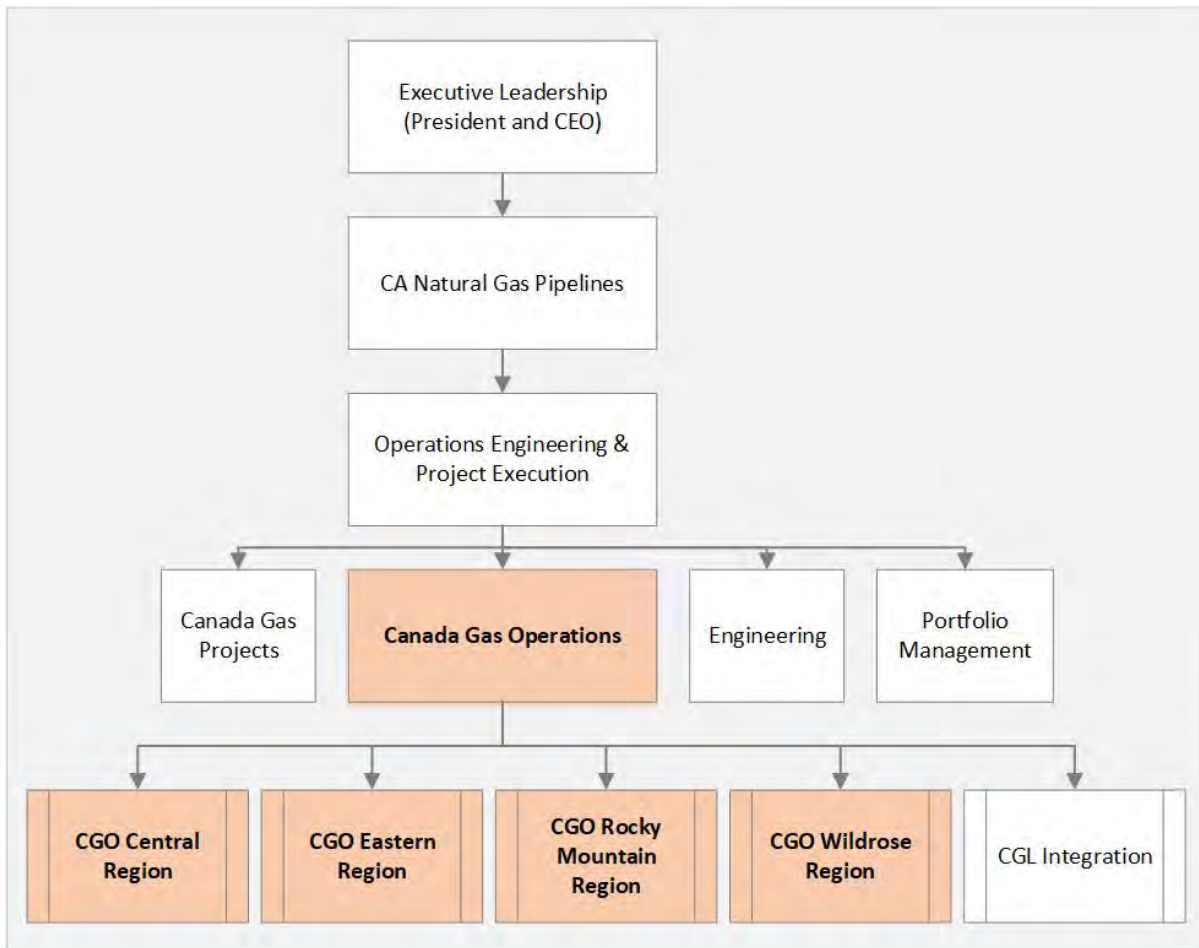 Executive Leadership
(President and CEO)
CA Natural Gas Pipelines
Operations Engineering &
Project Execution
Canada Gas
Projects
Canada Gas Operations
Engineering
Portfolio
Management
CGO Central
Region
CGO Eastern
Region
CGO Rocky
Mountain
Region
CGO Wildrose
Region
CGL Integration